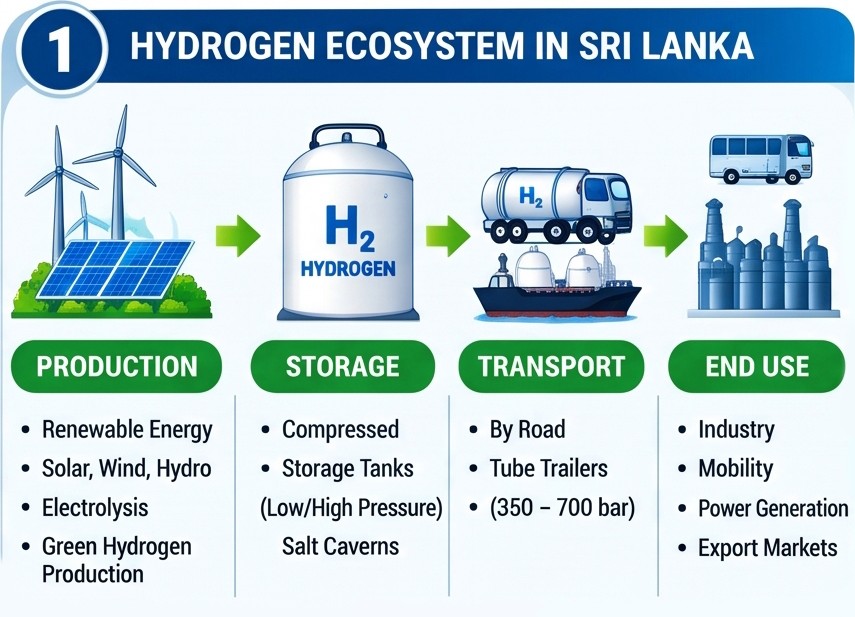 1
HYDROGEN ECOSYSTEM IN SRI LANKA
H2
HYDROGEN
H2
PRODUCTION
• Renewable Energy
• Solar, Wind, Hydro
• Electrolysis
• Green Hydrogen
Production
STORAGE
• Compressed
• Storage Tanks
(Low/High Pressure)
Salt Caverns
TRANSPORT
• By Road
• Tube Trailers
• (350 – 700 bar)
END USE
• Industry
• Mobility
• Power Generation
• Export Markets